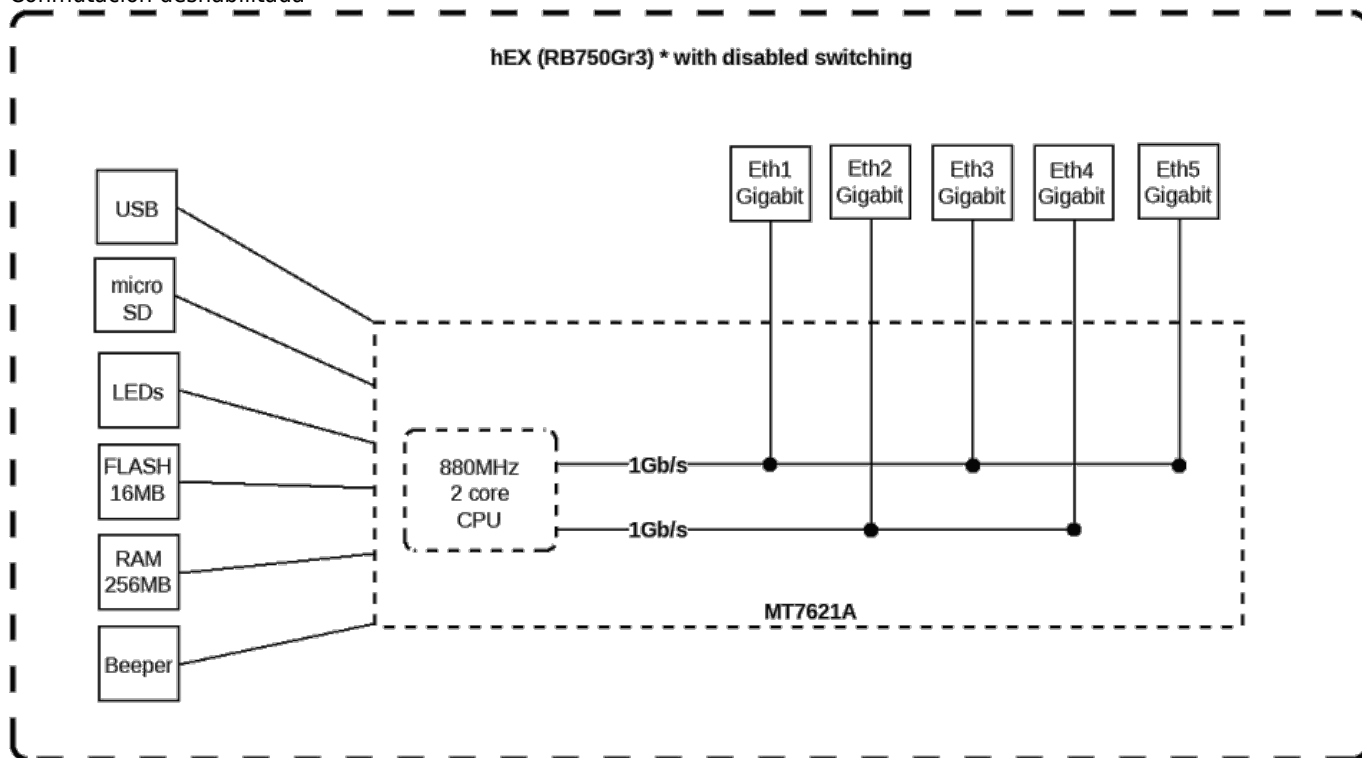 Conmutación deshabilitada
hEX (RB750Gr3) * with disabled switching
Eth1
Gigabit
Eth2
Gigabit
Eth3
Gigabit
Eth4
Gigabit
Eth5
Gigabit
USB
micro
SD
LEDs
FLASH
16MB
RAM
256MB
Beeper
880MHz
2 core
CPU
1Gb/s
1Gb/s
MT7621A